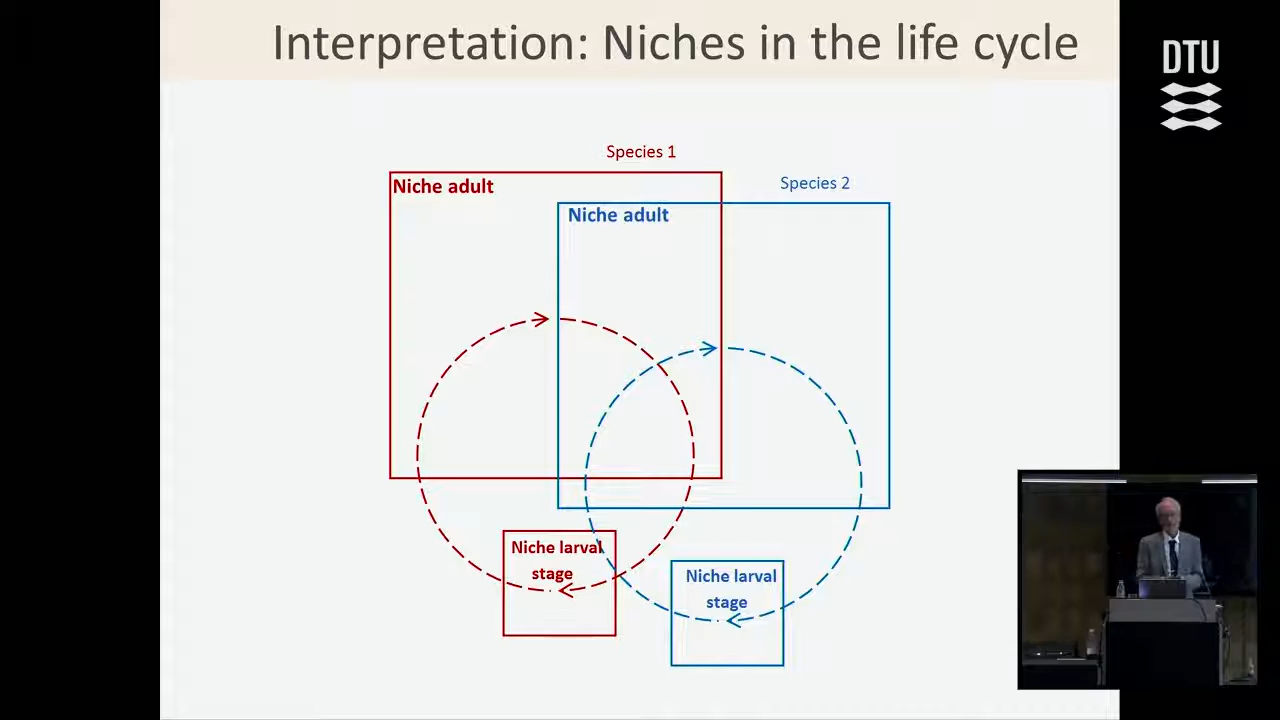 Interpretation: Niches in the life cycle
DTU
Species 1
Niche adult
Species 2
Niche adult
Niche larval
stage
Niche larval
stage